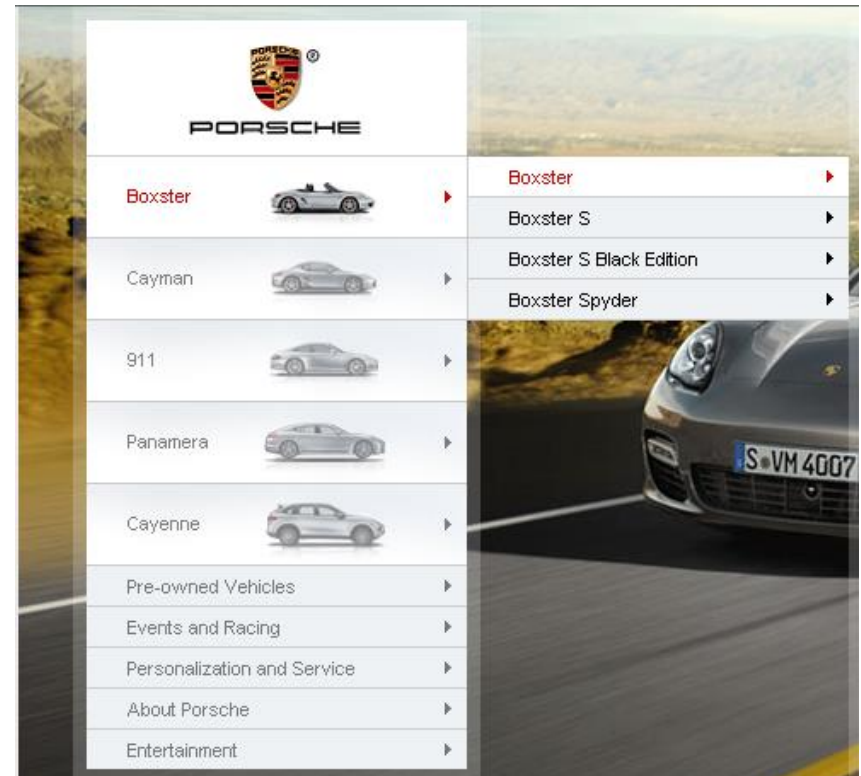 PORSCHE
®
PORSCHE
Boxster
Cayman
911
Panamera
Cayenne
Pre-owned Vehicles
Events and Racing
Personalization and Service
About Porsche
Entertainment
Boxster
Boxster S
Boxster S Black Edition
Boxster Spyder
S VM 4007